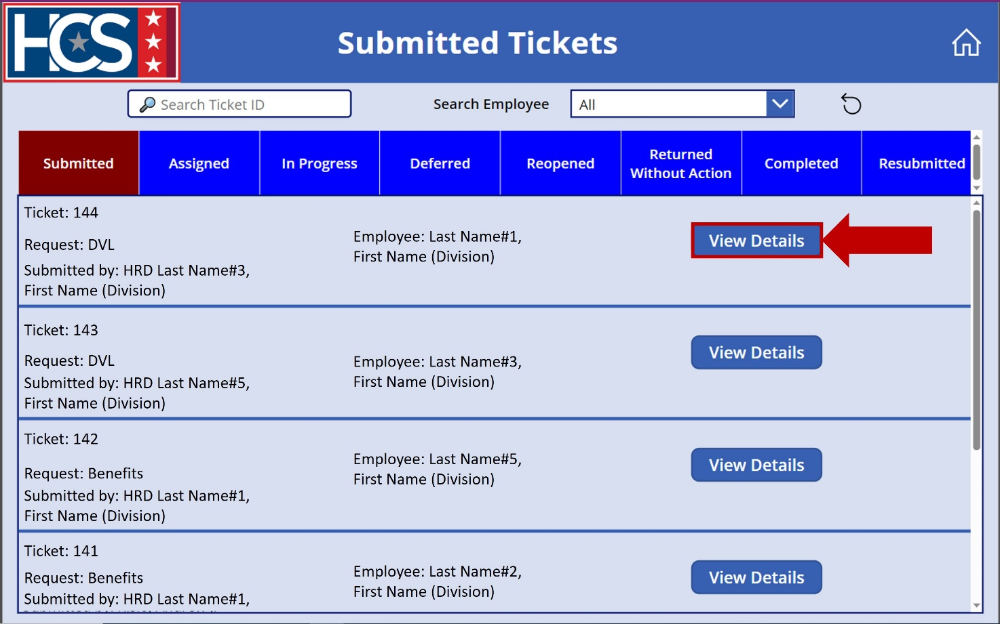 HCS
Submitted Tickets
Search Ticket ID
Search Employee
All
Submitted
Assigned
In Progress
Deferred
Reopened
Returned
Without Action
Completed
Resubmitted
Ticket: 144
Request: DVL
Submitted by: HRD Last Name#3,
First Name (Division)
Employee: Last Name#1,
First Name (Division)
View Details
Ticket: 143
Request: DVL
Submitted by: HRD Last Name#5,
First Name (Division)
Employee: Last Name#3,
First Name (Division)
View Details
Ticket: 142
Request: Benefits
Submitted by: HRD Last Name#1,
First Name (Division)
Employee: Last Name#5,
First Name (Division)
View Details
Ticket: 141
Request: Benefits
Submitted by: HRD Last Name#1,
Employee: Last Name#2,
First Name (Division)
View Details